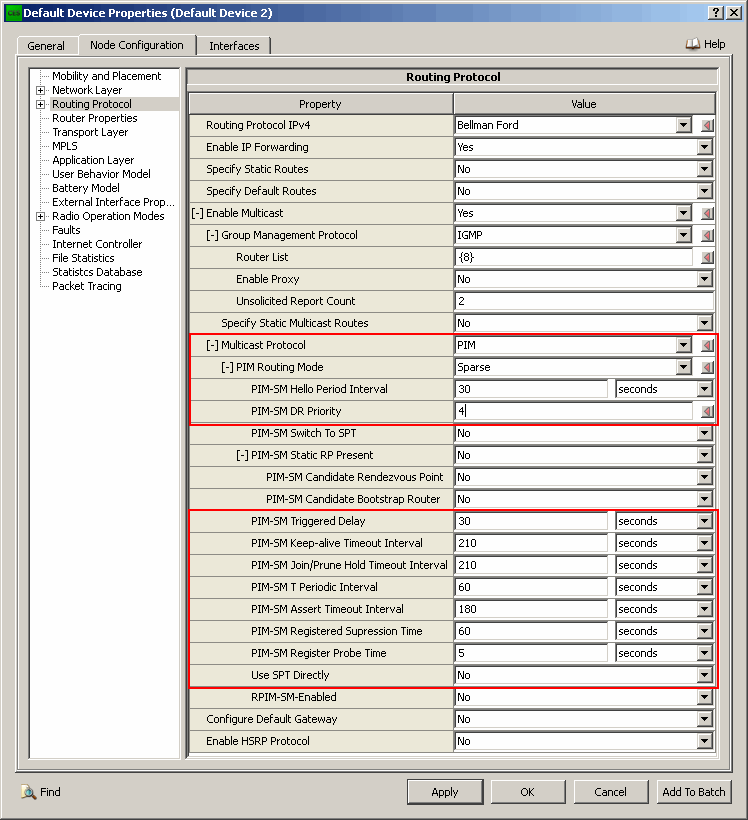 Default Device Properties (Default Device 2)
General
Node Configuration
Interfaces
Help
Mobility and Placement
Network Layer
Routing Protocol
Router Properties
Transport Layer
MPLS
Application Layer
User Behavior Model
Battery Model
External Interface Prop...
Radio Operation Modes
Faults
Internet Controller
File Statistics
Statistcs Database
Packet Tracing
Routing Protocol
Property Value
Routing Protocol IPv4 Bellman Ford
Enable IP Forwarding Yes
Specify Static Routes No
Specify Default Routes No
[-] Enable Multicast Yes
[-] Group Management Protocol IGMP
Router List {8}
Enable Proxy No
Unsolicited Report Count 2
Specify Static Multicast Routes No
[-] Multicast Protocol PIM
[-] PIM Routing Mode Sparse
PIM-SM Hello Period Interval 30 seconds
PIM-SM DR Priority 4
PIM-SM Switch To SPT No
[-] PIM-SM Static RP Present No
PIM-SM Candidate Rendezvous Point No
PIM-SM Candidate Bootstrap Router No
PIM-SM Triggered Delay 30 seconds
PIM-SM Keep-alive Timeout Interval 210 seconds
PIM-SM Join/Prune Hold Timeout Interval 210 seconds
PIM-SM T Periodic Interval 60 seconds
PIM-SM Assert Timeout Interval 180 seconds
PIM-SM Registered Supression Time 60 seconds
PIM-SM Register Probe Time 5 seconds
Use SPT Directly No
RPIM-SM-Enabled No
Configure Default Gateway No
Enable HSRP Protocol No
Find
Apply
OK
Cancel
Add To Batch